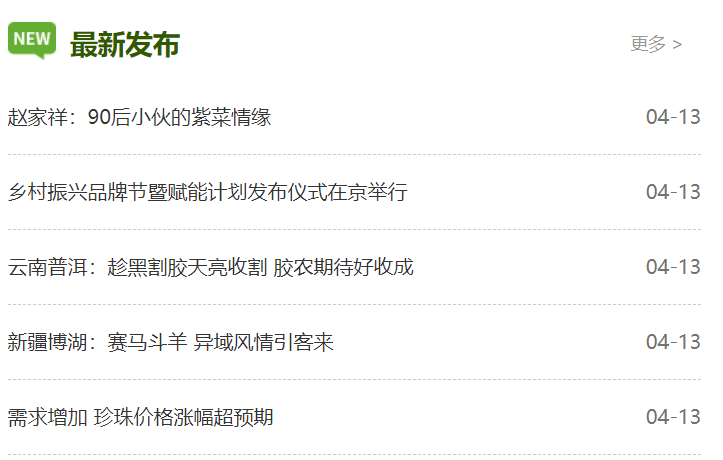 NEW 最新发布 更多 >
赵家祥：90后小伙的紫菜情缘 04-13
乡村振兴品牌节暨赋能计划发布仪式在京举行 04-13
云南普洱：趁黑割胶天亮收割 胶农期待好收成 04-13
新疆博湖：赛马斗羊 异域风情引客来 04-13
需求增加 珍珠价格涨幅超预期 04-13